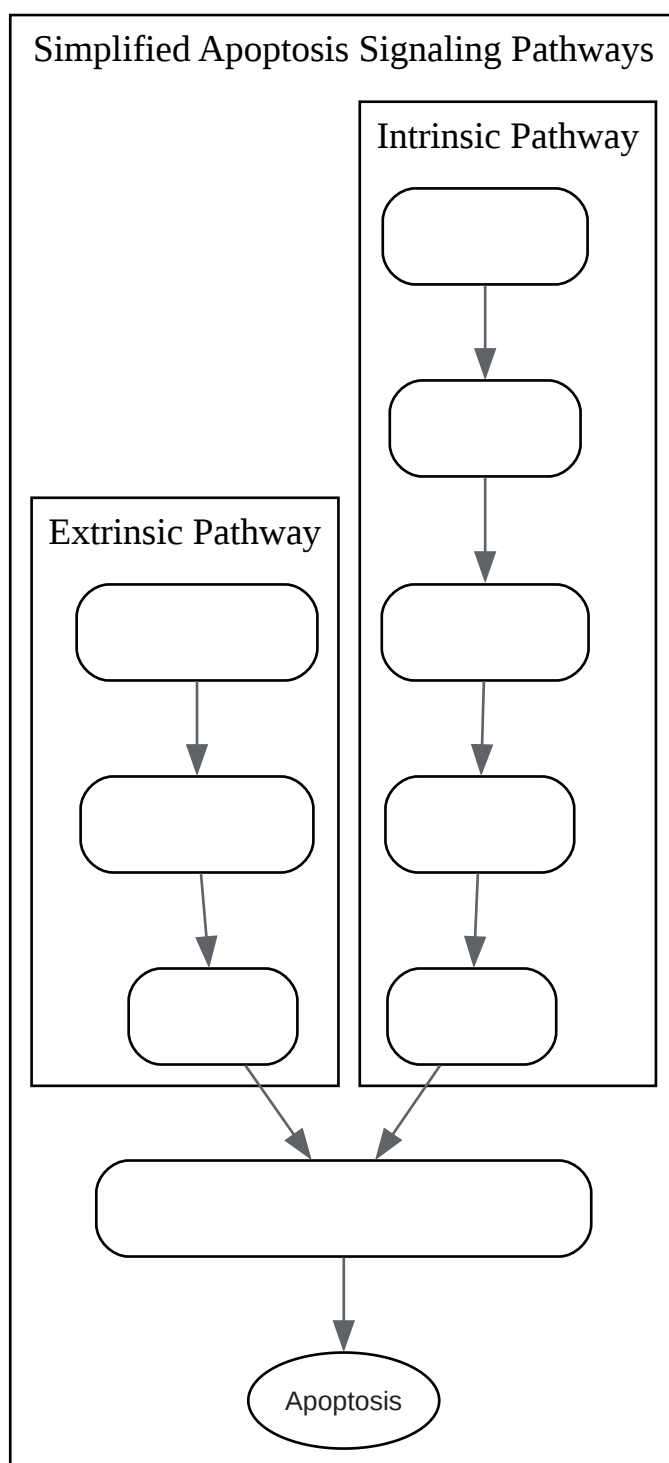 Simplified Apoptosis Signaling Pathways
Intrinsic Pathway
Extrinsic Pathway
Apoptosis